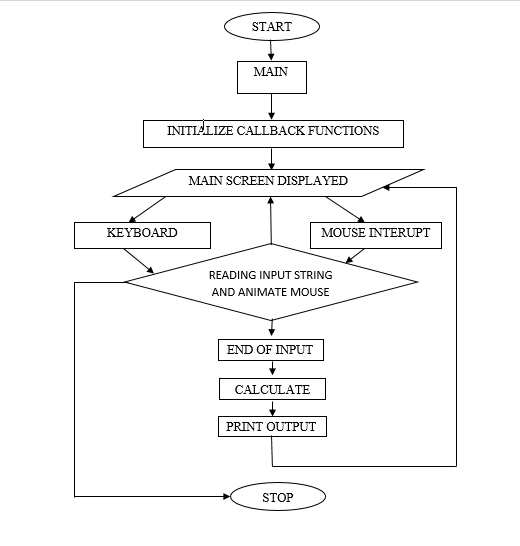 START
MAIN
INITIALIZE CALLBACK FUNCTIONS
MAIN SCREEN DISPLAYED
KEYBOARD
MOUSE INTERUPT
READING INPUT STRING
AND ANIMATE MOUSE
END OF INPUT
CALCULATE
PRINT OUTPUT
STOP